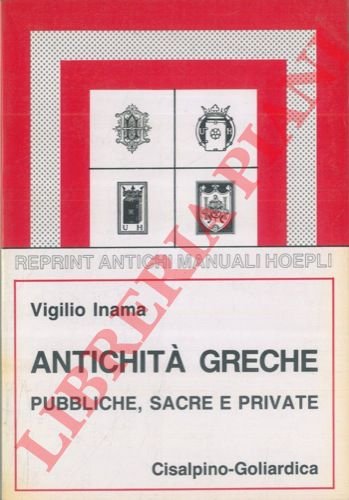 U H
U H
REPRINT ANTICHI MANUALI HOEPLI
Vigilio Inama
ANTICHITÀ GRECHE
PUBBLICHE, SACRE E PRIVATE
Cisalpino-Goliardica
LIBRERIA PIANI